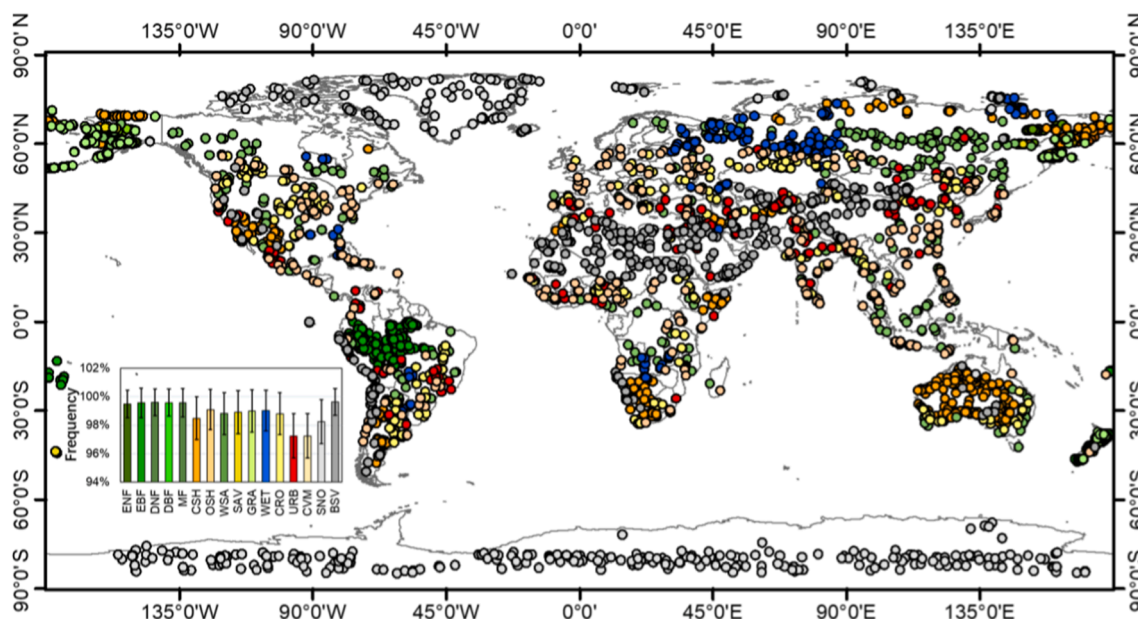 135°0'W 90°0'W 45°0'W 0°0' 45°0'E 90°0'E 135°0'E
90°0' N 90°0' N
60°0'N 60°0'N
30°0'N 30°0'N
0°0' 0°0'
30°0'S 30°0'S
60°0'S 60°0'S
90°0'S 90°0'S
102%
100%
98%
96%
94%
Frequency
ENF EBF DNF DBF MF CSH OSH WSA SAV GRA WET CRO URB CVM SNO BSV
135°0'W 90°0'W 45°0'W 0°0' 45°0'E 90°0'E 135°0'E